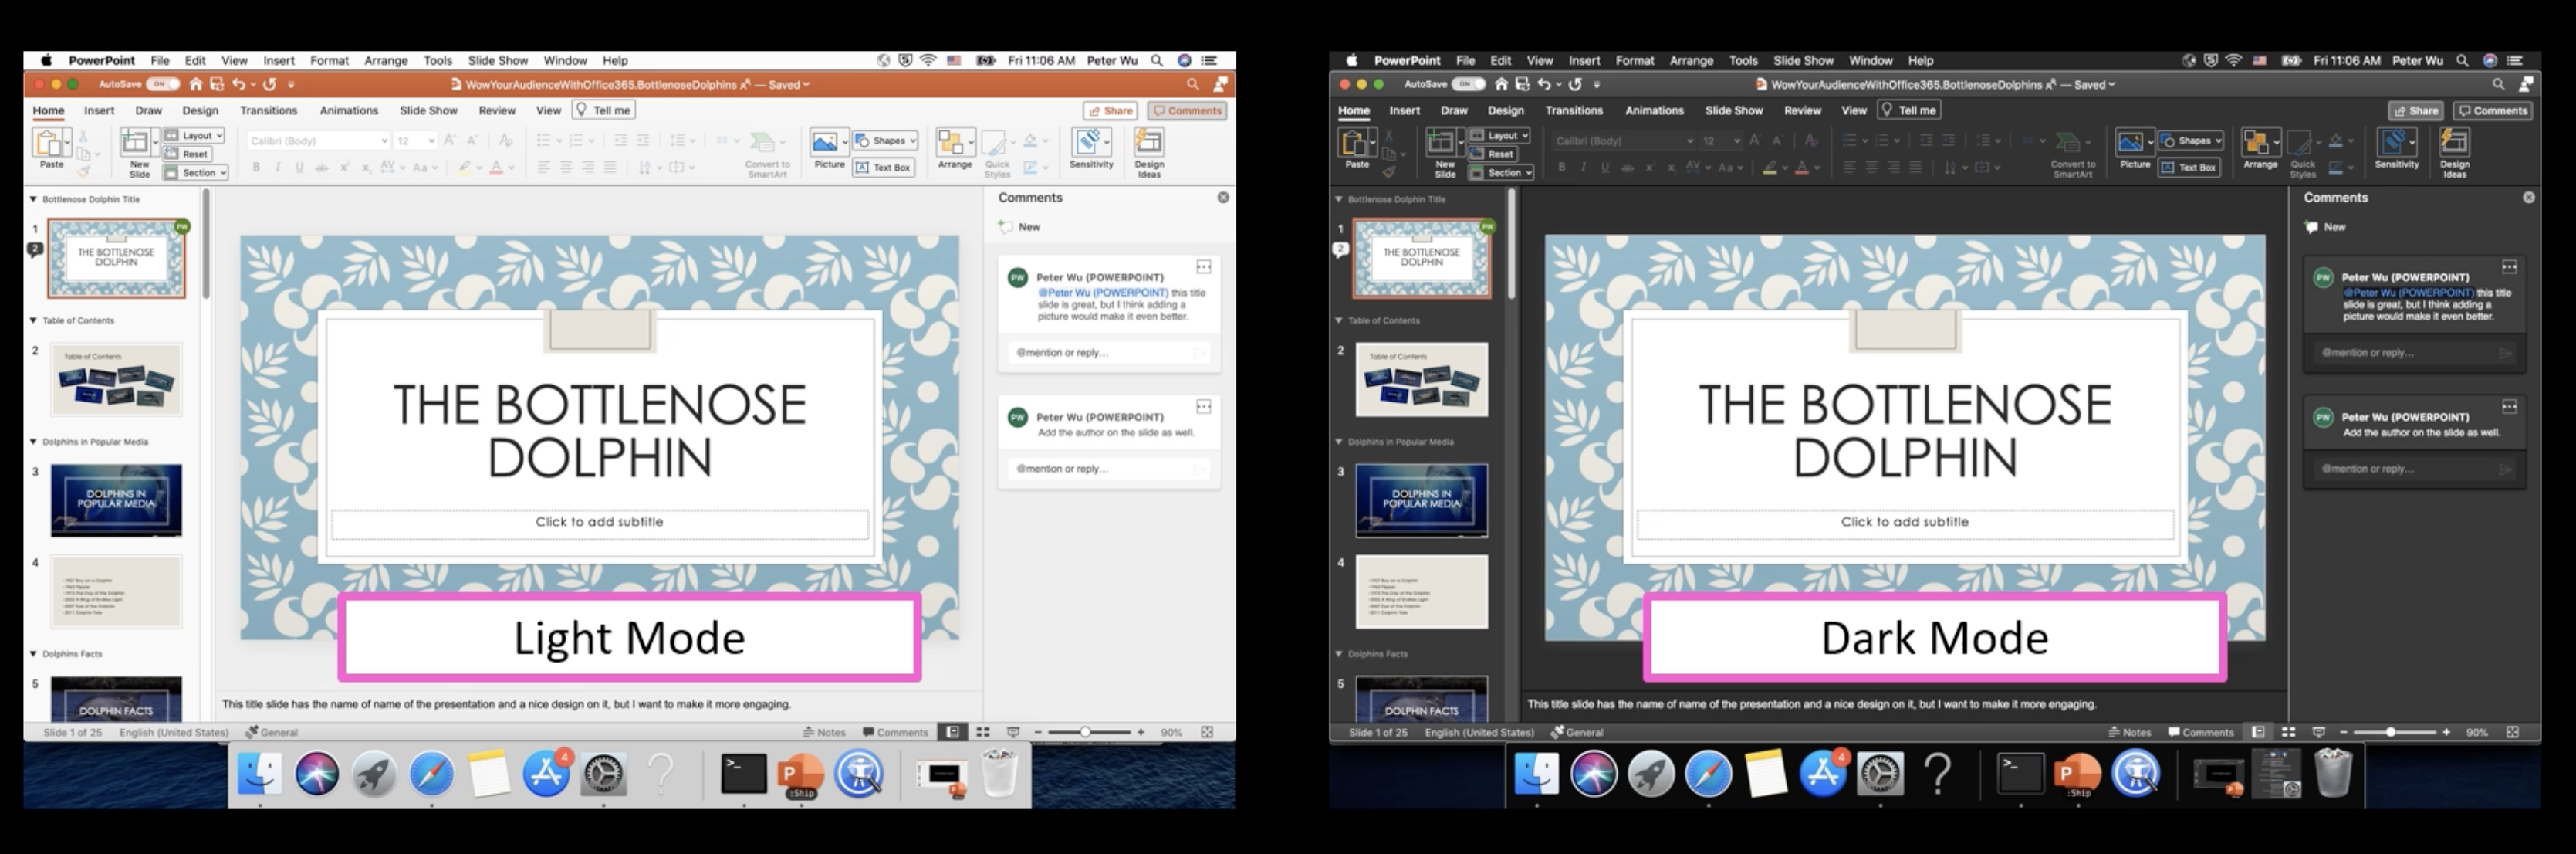 PowerPoint File Edit View Insert Format Arrange Tools Slide Show Window Help Fri 11:06 AM Peter Wu
AutoSave ON WowYourAudienceWithOffice365.BottlenoseDolphins — Saved
Home Insert Draw Design Transitions Animations Slide Show Review View Tell me Share Comments
Paste
New Slide
Layout
Reset
Section
Calibri (Body) 12
B I U ab
Aa
Convert to SmartArt
Picture
Shapes
Text Box
Arrange
Quick Styles
Sensitivity
Design Ideas
Bottlenose Dolphin Title
1
2
PW
THE BOTTLENOSE
DOLPHIN
Table of Contents
2
Table of Contents
Dolphins in Popular Media
3
DOLPHINS IN
POPULAR MEDIA
4
Dolphins Facts
5
DOLPHIN FACTS
THE BOTTLENOSE
DOLPHIN
Click to add subtitle
Light Mode
This title slide has the name of name of the presentation and a nice design on it, but I want to make it more engaging.
Comments
New
PW
Peter Wu (POWERPOINT)
@Peter Wu (POWERPOINT) this title
slide is great, but I think adding a
picture would make it even better.
@mention or reply...
PW
Peter Wu (POWERPOINT)
Add the author on the slide as well.
@mention or reply...
Slide 1 of 25 English (United States) General Notes Comments 90%
4
P
:Ship
PowerPoint File Edit View Insert Format Arrange Tools Slide Show Window Help Fri 11:06 AM Peter Wu
AutoSave ON WowYourAudienceWithOffice365.BottlenoseDolphins — Saved
Home Insert Draw Design Transitions Animations Slide Show Review View Tell me Share Comments
Paste
New Slide
Layout
Reset
Section
Calibri (Body) 12
B I U ab
Aa
Convert to SmartArt
Picture
Shapes
Text Box
Arrange
Quick Styles
Sensitivity
Design Ideas
Bottlenose Dolphin Title
1
2
PW
THE BOTTLENOSE
DOLPHIN
Table of Contents
2
Table of Contents
Dolphins in Popular Media
3
DOLPHINS IN
POPULAR MEDIA
4
Dolphins Facts
5
DOLPHIN FACTS
THE BOTTLENOSE
DOLPHIN
Click to add subtitle
Dark Mode
This title slide has the name of name of the presentation and a nice design on it, but I want to make it more engaging.
Comments
New
PW
Peter Wu (POWERPOINT)
@Peter Wu (POWERPOINT) this title
slide is great, but I think adding a
picture would make it even better.
@mention or reply...
PW
Peter Wu (POWERPOINT)
Add the author on the slide as well.
@mention or reply...
Slide 1 of 25 English (United States) General Notes Comments 90%
4
P
:Ship